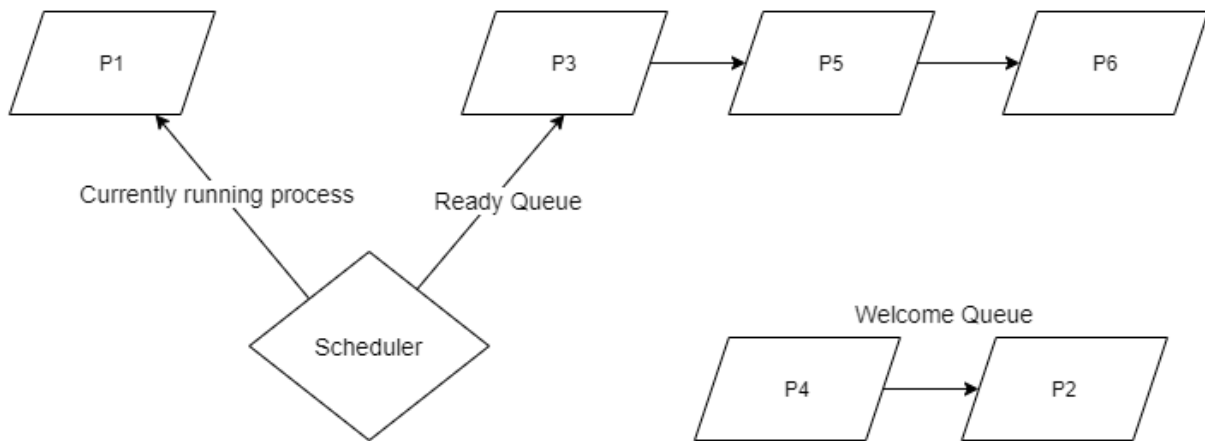 P1
P3
P5
P6
Currently running process
Ready Queue
Scheduler
Welcome Queue
P4
P2